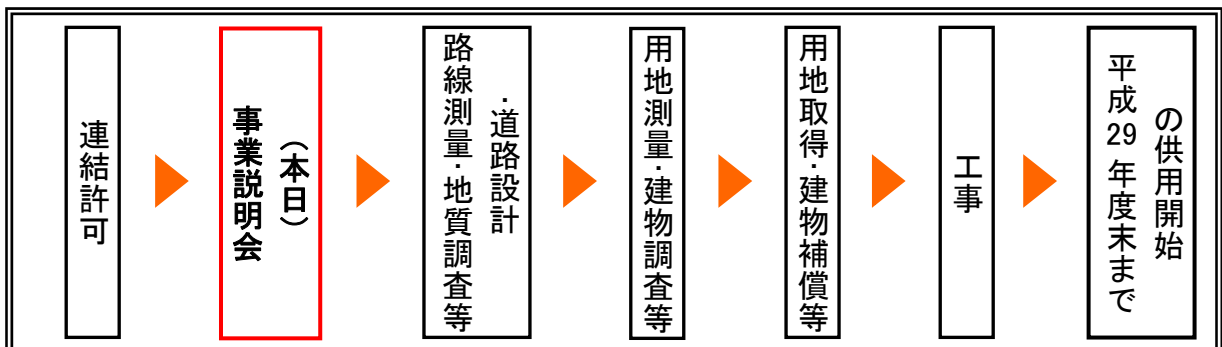 連結許可
事業説明会
（本日）
路線測量・地質調査等
・道路設計
用地測量・建物調査等
用地取得・建物補償等
工事
平成29年度末まで
の供用開始